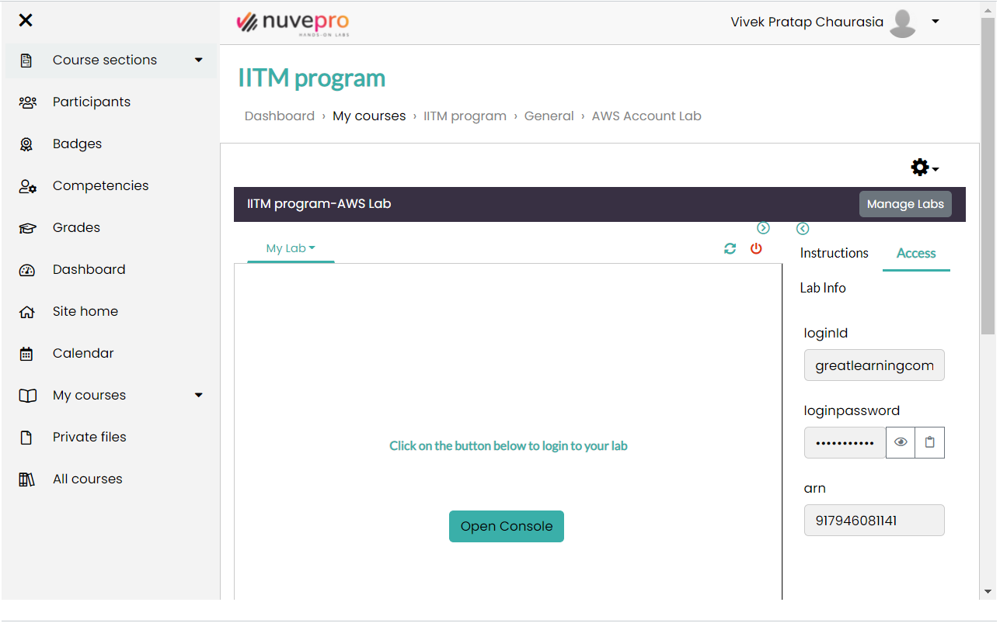 nuvepro
HANDS-ON LABS
Vivek Pratap Chaurasia
Course sections
Participants
Badges
Competencies
Grades
Dashboard
Site home
Calendar
My courses
Private files
All courses
IITM program
Dashboard › My courses › IITM program › General › AWS Account Lab
IITM program-AWS Lab
Manage Labs
My Lab
Click on the button below to login to your lab
Open Console
Instructions
Access
Lab Info
loginId
greatlearningcom
loginpassword
•••••••••••
arn
917946081141